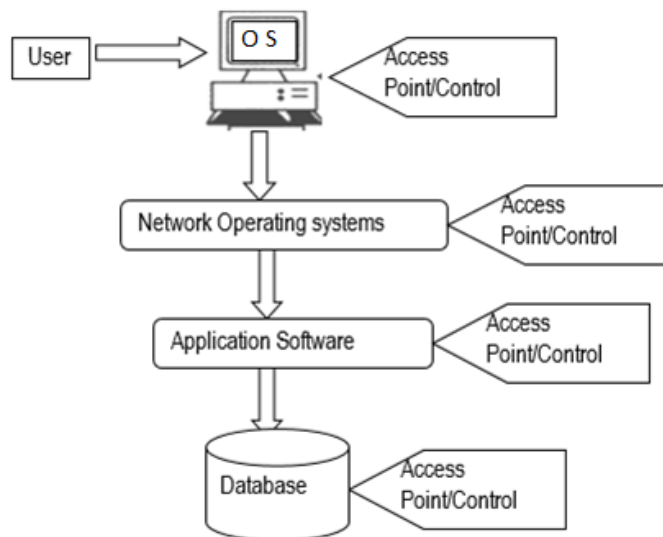 O S
User
Access
Point/Control
Network Operating systems
Access
Point/Control
Application Software
Access
Point/Control
Database
Access
Point/Control